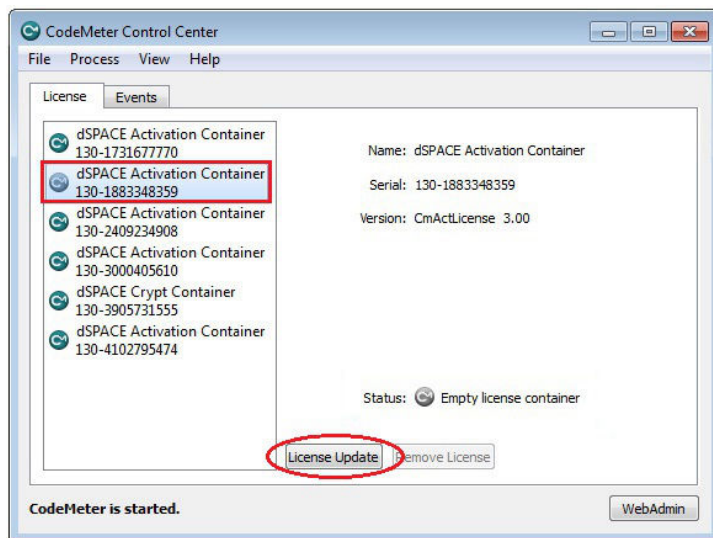 CodeMeter Control Center
File Process View Help
License Events
dSPACE Activation Container
130-1731677770
dSPACE Activation Container
130-1883348359
dSPACE Activation Container
130-2409234908
dSPACE Activation Container
130-3000405610
dSPACE Crypt Container
130-3905731555
dSPACE Activation Container
130-4102795474
Name: dSPACE Activation Container
Serial: 130-1883348359
Version: CmActLicense 3.00
Status: Empty license container
License Update Remove License
CodeMeter is started. WebAdmin